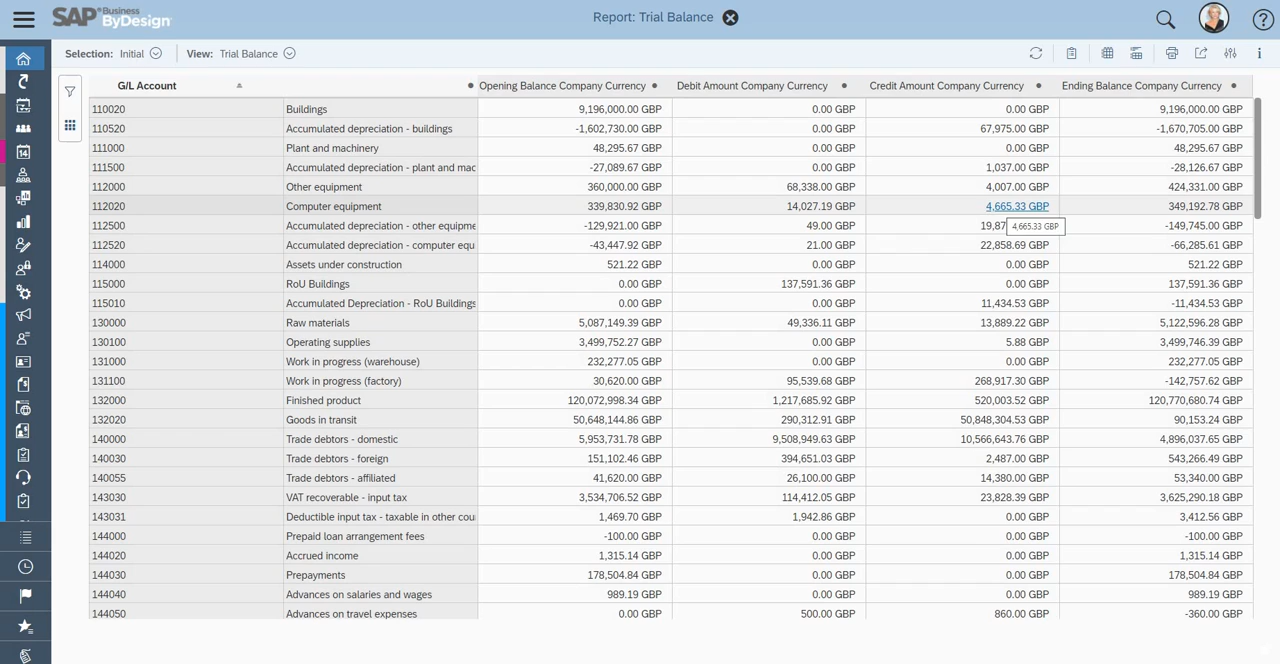 SAP Business ByDesign
Report: Trial Balance
Selection: Initial View: Trial Balance
G/L Account Opening Balance Company Currency Debit Amount Company Currency Credit Amount Company Currency Ending Balance Company Currency
110020 Buildings 9,196,000.00 GBP 0.00 GBP 0.00 GBP 9,196,000.00 GBP
110520 Accumulated depreciation - buildings -1,602,730.00 GBP 0.00 GBP 67,975.00 GBP -1,670,705.00 GBP
111000 Plant and machinery 48,295.67 GBP 0.00 GBP 0.00 GBP 48,295.67 GBP
111500 Accumulated depreciation - plant and mac -27,089.67 GBP 0.00 GBP 1,037.00 GBP -28,126.67 GBP
112000 Other equipment 360,000.00 GBP 68,338.00 GBP 4,007.00 GBP 424,331.00 GBP
112020 Computer equipment 339,830.92 GBP 14,027.19 GBP 4,665.33 GBP 349,192.78 GBP
112500 Accumulated depreciation - other equipme -129,921.00 GBP 49.00 GBP 19,87 4,665.33 GBP -149,745.00 GBP
112520 Accumulated depreciation - computer equ -43,447.92 GBP 21.00 GBP 22,858.69 GBP -66,285.61 GBP
114000 Assets under construction 521.22 GBP 0.00 GBP 0.00 GBP 521.22 GBP
115000 RoU Buildings 0.00 GBP 137,591.36 GBP 0.00 GBP 137,591.36 GBP
115010 Accumulated Depreciation - RoU Buildings 0.00 GBP 0.00 GBP 11,434.53 GBP -11,434.53 GBP
130000 Raw materials 5,087,149.39 GBP 49,336.11 GBP 13,889.22 GBP 5,122,596.28 GBP
130100 Operating supplies 3,499,752.27 GBP 0.00 GBP 5.88 GBP 3,499,746.39 GBP
131000 Work in progress (warehouse) 232,277.05 GBP 0.00 GBP 0.00 GBP 232,277.05 GBP
131100 Work in progress (factory) 30,620.00 GBP 95,539.68 GBP 268,917.30 GBP -142,757.62 GBP
132000 Finished product 120,072,998.34 GBP 1,217,685.92 GBP 520,003.52 GBP 120,770,680.74 GBP
132020 Goods in transit 50,648,144.86 GBP 290,312.91 GBP 50,848,304.53 GBP 90,153.24 GBP
140000 Trade debtors - domestic 5,953,731.78 GBP 9,508,949.63 GBP 10,566,643.76 GBP 4,896,037.65 GBP
140030 Trade debtors - foreign 151,102.46 GBP 394,651.03 GBP 2,487.00 GBP 543,266.49 GBP
140055 Trade debtors - affiliated 41,620.00 GBP 26,100.00 GBP 14,380.00 GBP 53,340.00 GBP
143030 VAT recoverable - input tax 3,534,706.52 GBP 114,412.05 GBP 23,828.39 GBP 3,625,290.18 GBP
143031 Deductible input tax - taxable in other cou 1,469.70 GBP 1,942.86 GBP 0.00 GBP 3,412.56 GBP
144000 Prepaid loan arrangement fees -100.00 GBP 0.00 GBP 0.00 GBP -100.00 GBP
144020 Accrued income 1,315.14 GBP 0.00 GBP 0.00 GBP 1,315.14 GBP
144030 Prepayments 178,504.84 GBP 0.00 GBP 0.00 GBP 178,504.84 GBP
144040 Advances on salaries and wages 989.19 GBP 0.00 GBP 0.00 GBP 989.19 GBP
144050 Advances on travel expenses 0.00 GBP 500.00 GBP 860.00 GBP -360.00 GBP
14